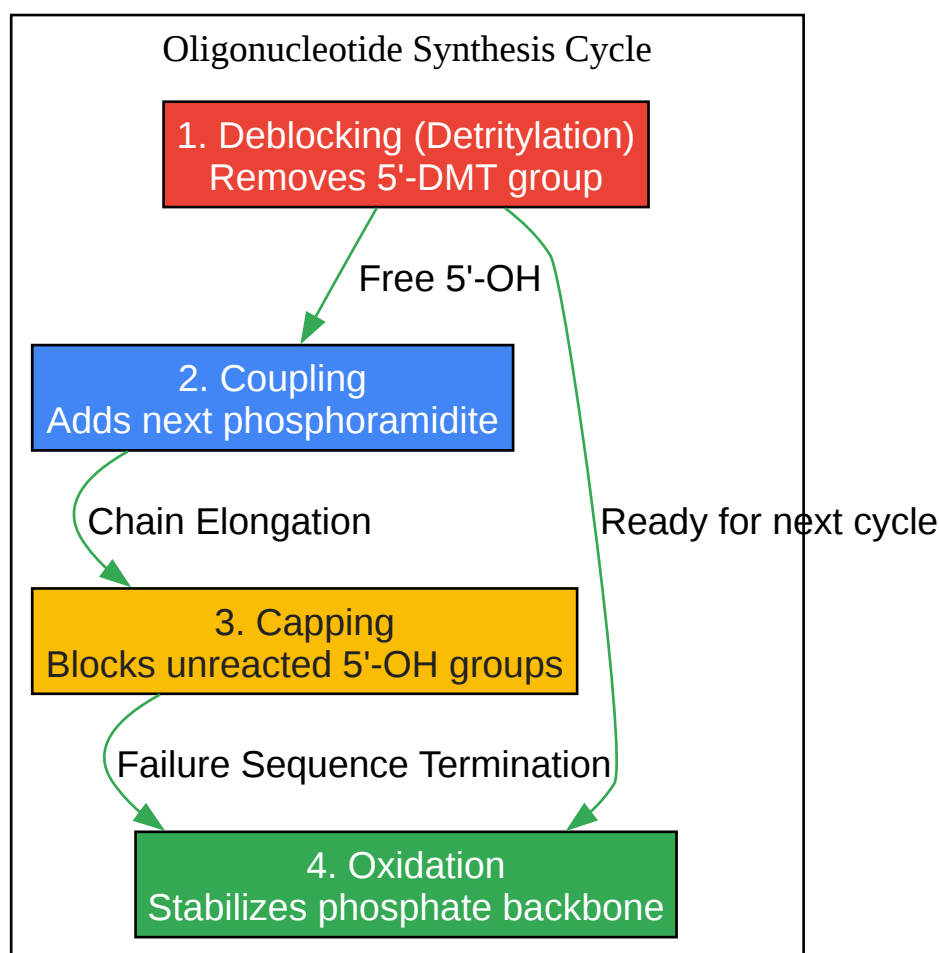 Oligonucleotide Synthesis Cycle
1. Deblocking (Detritylation)
Removes 5'-DMT group
Free 5'-OH
2. Coupling
Adds next phosphoramidite
Chain Elongation
Ready for next cycle
3. Capping
Blocks unreacted 5'-OH groups
Failure Sequence Termination
4. Oxidation
Stabilizes phosphate backbone